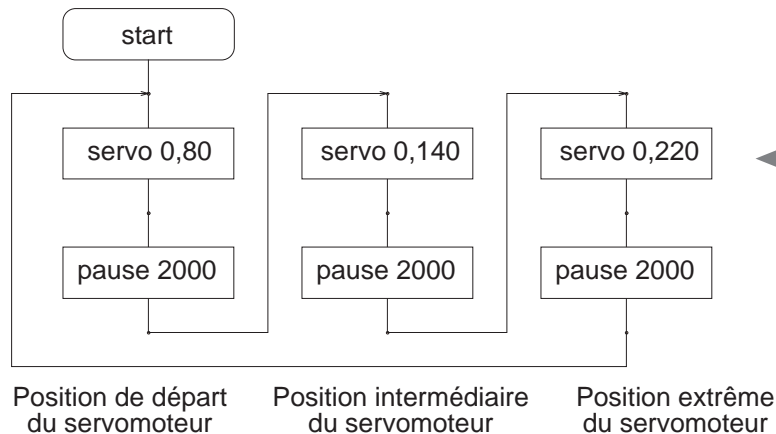 start
servo 0,80
servo 0,140
servo 0,220
pause 2000
pause 2000
pause 2000
Position de départ
du servomoteur
Position intermédiaire
du servomoteur
Position extrême
du servomoteur